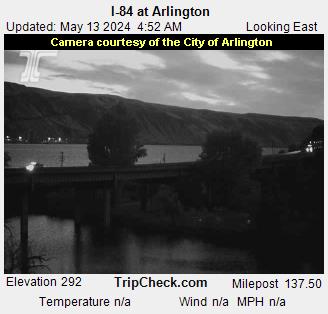 I-84 at Arlington
Updated: May 13 2024 4:52 AM Looking East
Camera courtesy of the City of Arlington
Elevation 292 TripCheck.com Milepost 137.50
Temperature n/a Wind n/a MPH n/a